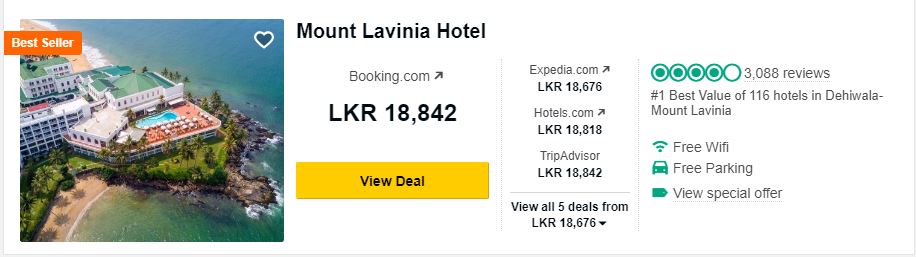 Best Seller
Mount Lavinia Hotel
Booking.com
LKR 18,842
View Deal
Expedia.com
LKR 18,676
Hotels.com
LKR 18,818
TripAdvisor
LKR 18,842
View all 5 deals from
LKR 18,676
3,088 reviews
#1 Best Value of 116 hotels in Dehiwala-
Mount Lavinia
Free Wifi
Free Parking
View special offer